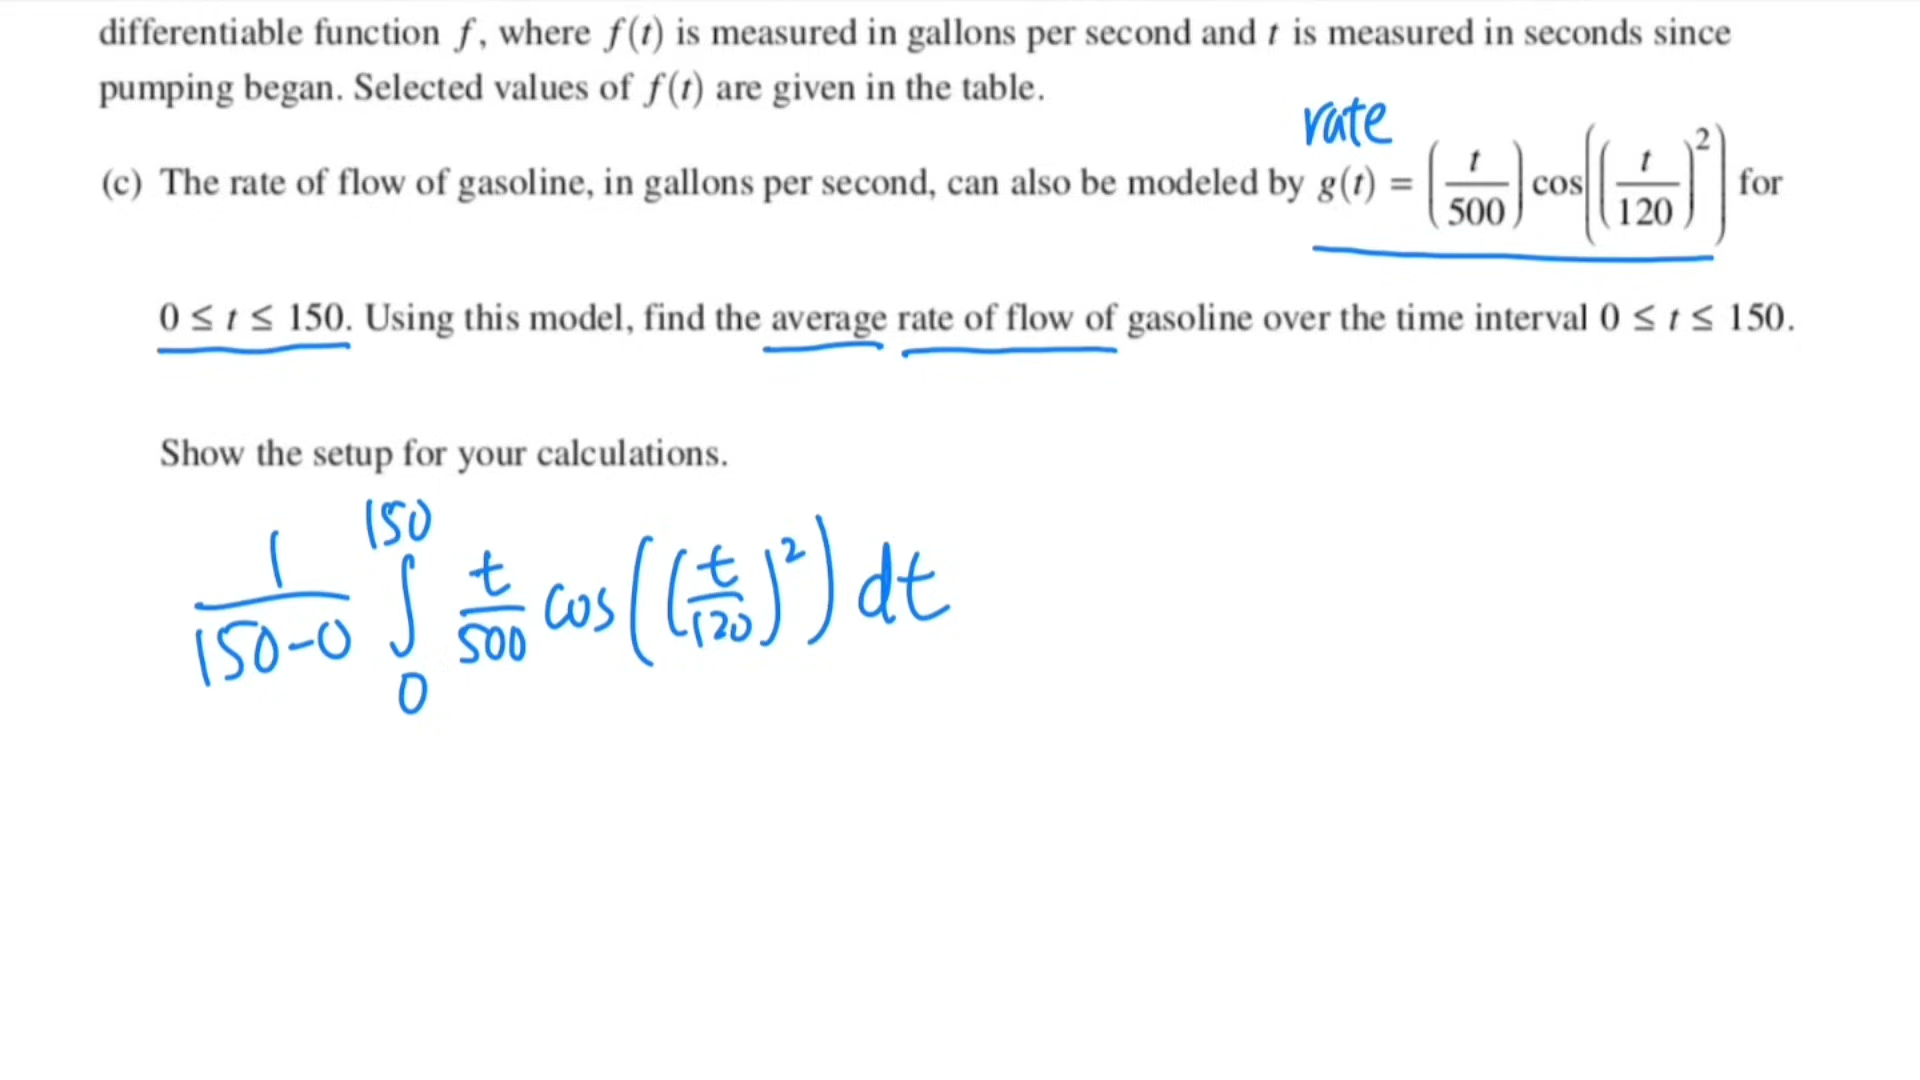 differentiable function f, where f(t) is measured in gallons per second and t is measured in seconds since
pumping began. Selected values of f(t) are given in the table.
rate
(c) The rate of flow of gasoline, in gallons per second, can also be modeled by g(t) = (t/500) cos((t/120)²) for
0 ≤ t ≤ 150. Using this model, find the average rate of flow of gasoline over the time interval 0 ≤ t ≤ 150.
Show the setup for your calculations.
1/(150-0) ∫₀¹⁵⁰ t/500 cos((t/120)²) dt